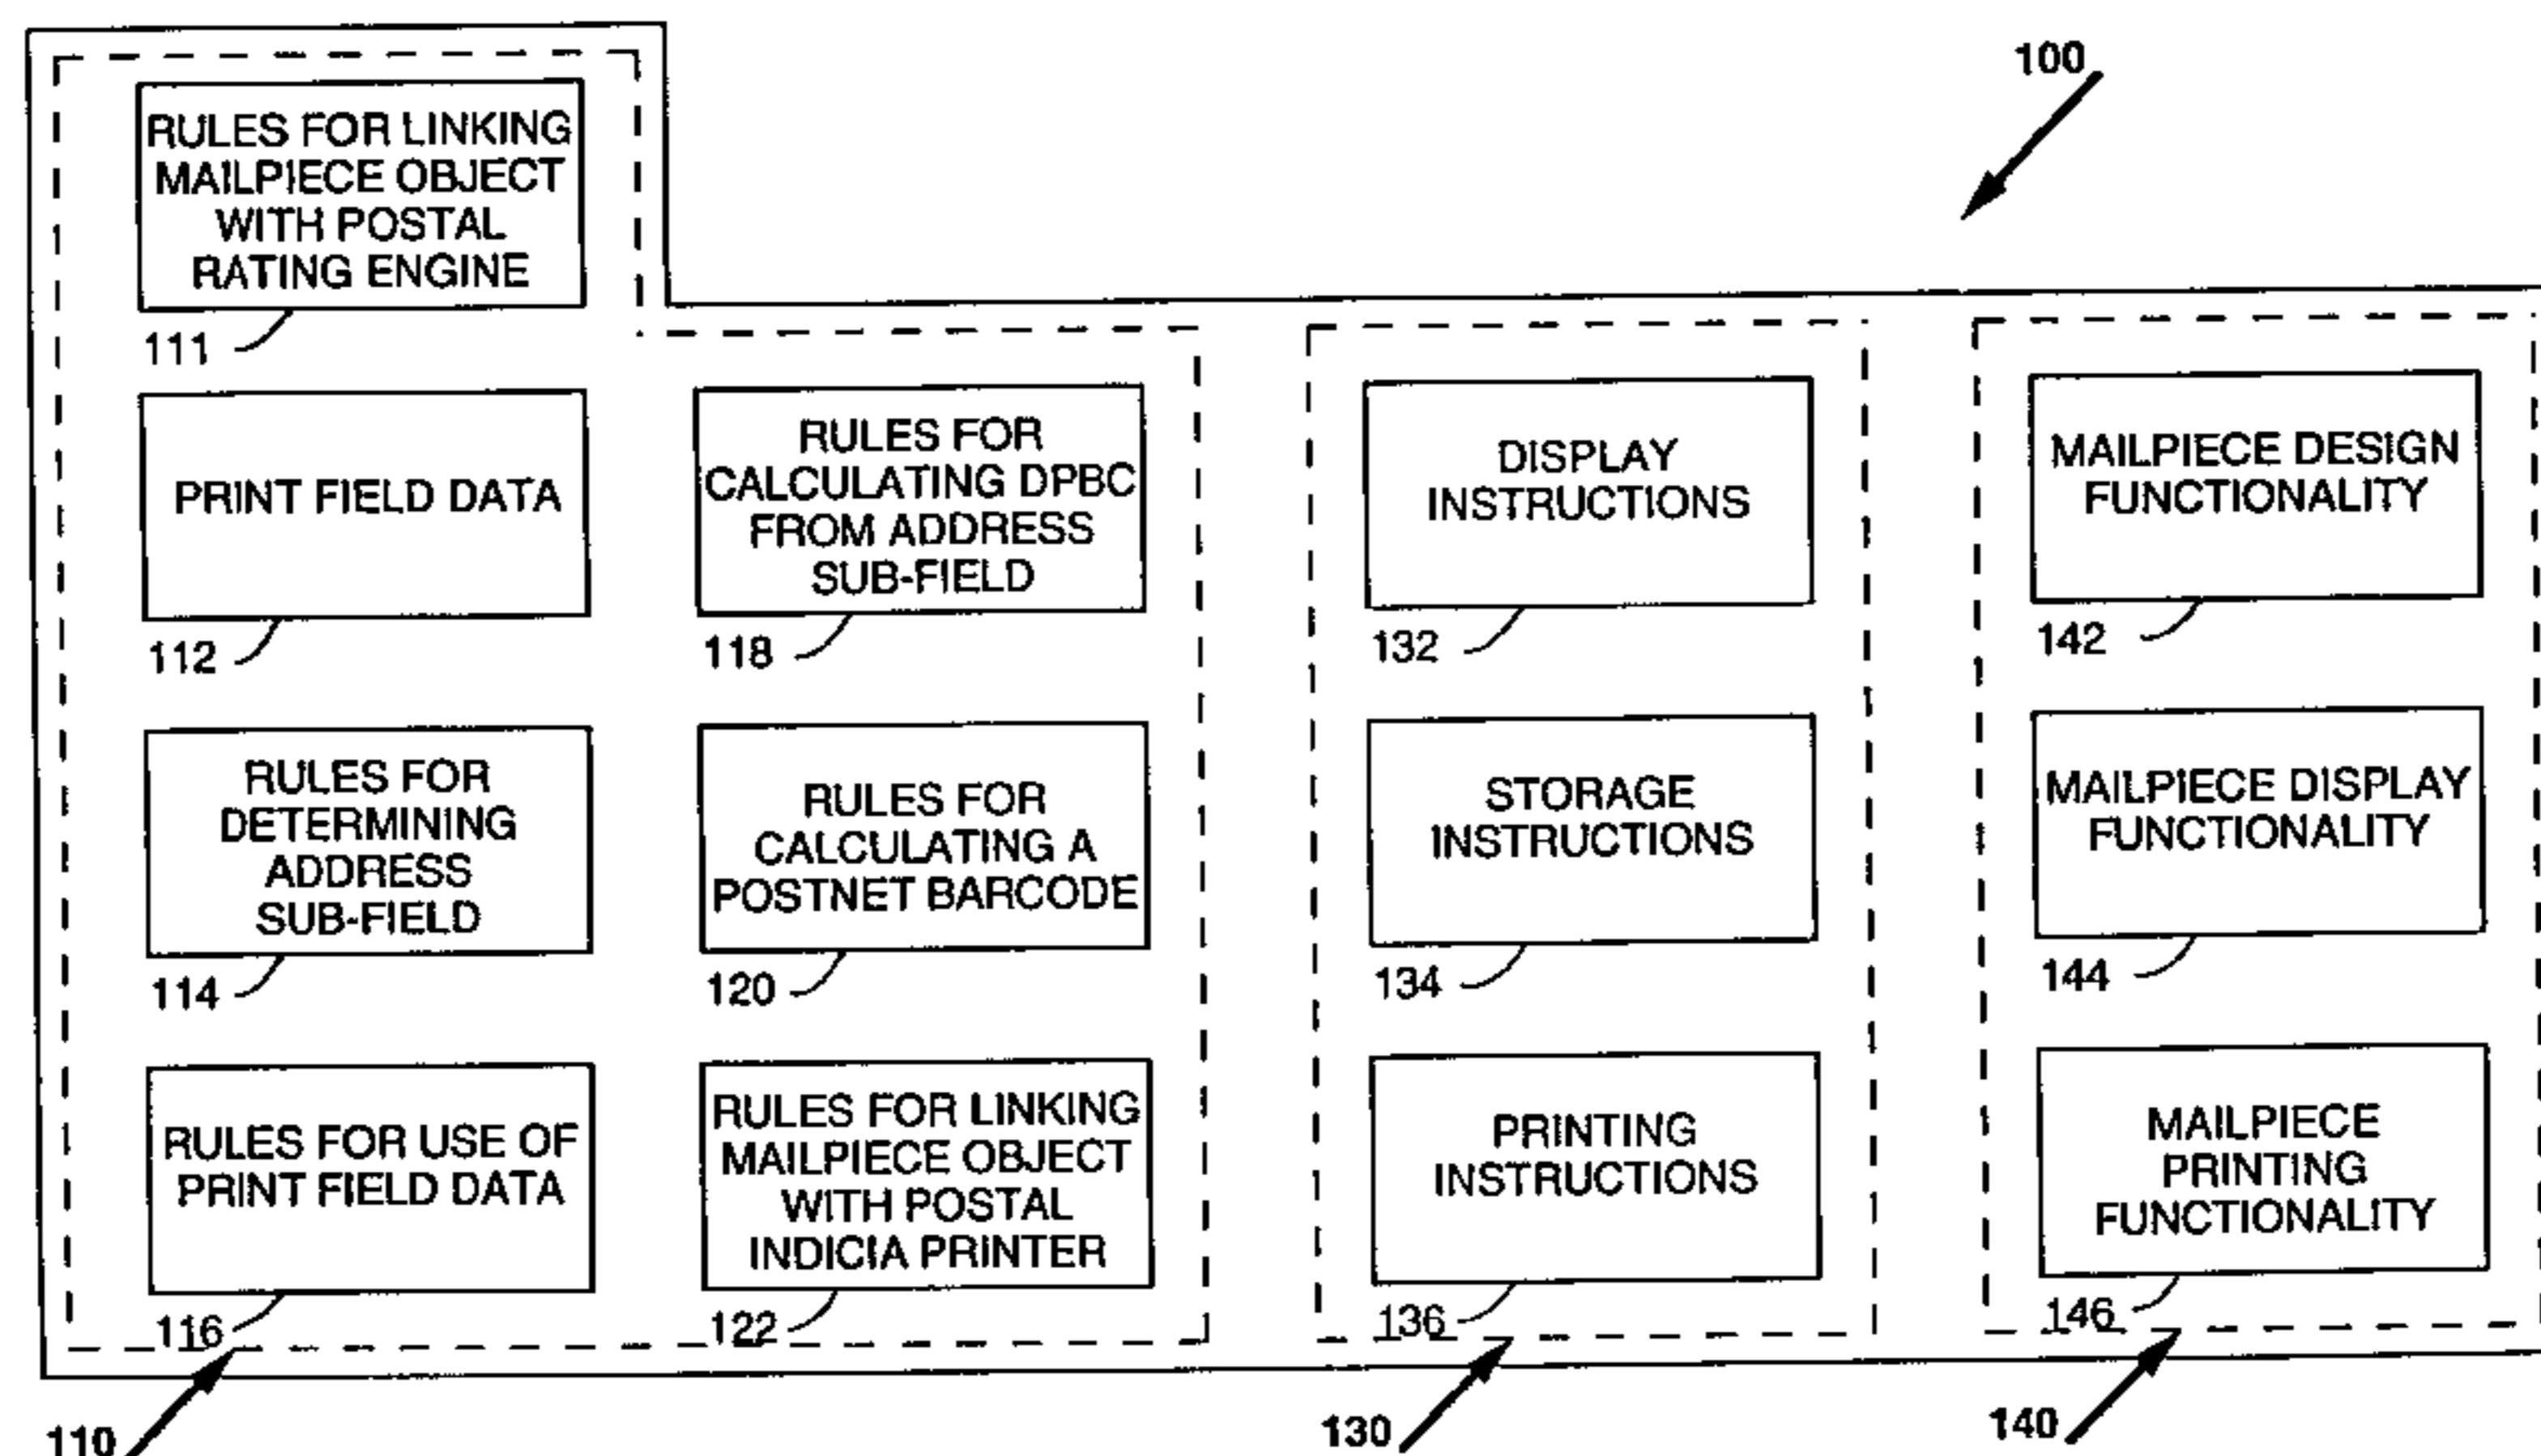 100
RULES FOR LINKING
MAILPIECE OBJECT
WITH POSTAL
RATING ENGINE
111
PRINT FIELD DATA
112
RULES FOR
DETERMINING
ADDRESS
SUB-FIELD
114
RULES FOR USE OF
PRINT FIELD DATA
116
RULES FOR
CALCULATING DPBC
FROM ADDRESS
SUB-FIELD
118
RULES FOR
CALCULATING A
POSTNET BARCODE
120
RULES FOR LINKING
MAILPIECE OBJECT
WITH POSTAL
INDICIA PRINTER
122
110
DISPLAY
INSTRUCTIONS
132
STORAGE
INSTRUCTIONS
134
PRINTING
INSTRUCTIONS
136
130
MAILPIECE DESIGN
FUNCTIONALITY
142
MAILPIECE DISPLAY
FUNCTIONALITY
144
MAILPIECE
PRINTING
FUNCTIONALITY
146
140